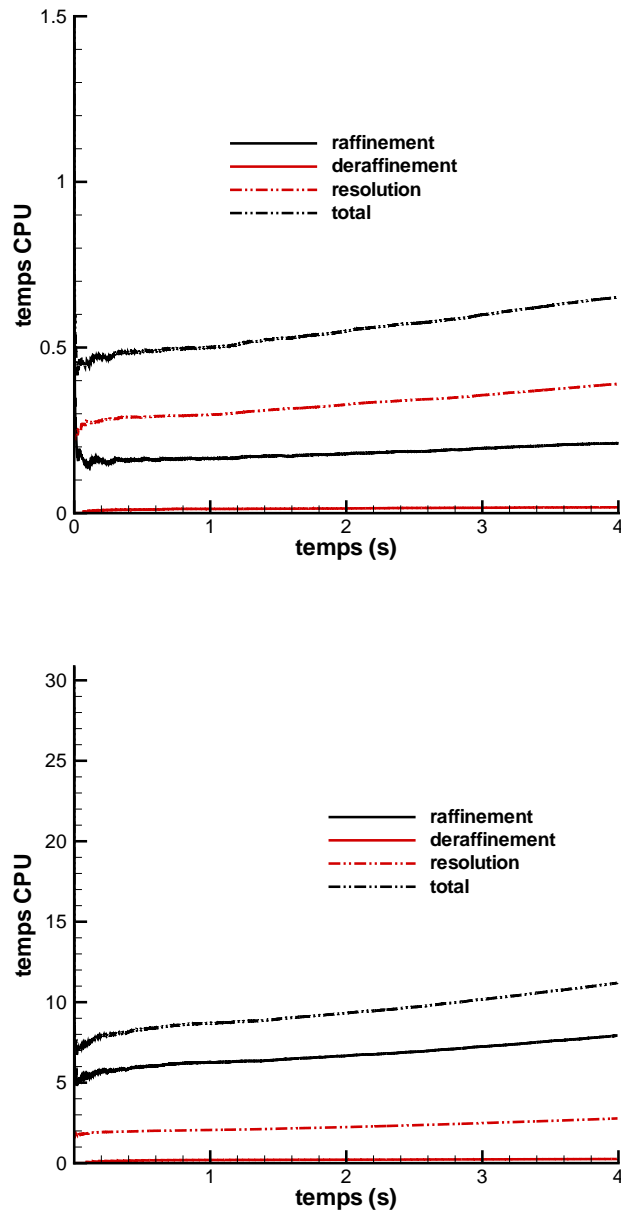 1.5
1
0.5
0
temps CPU
raffinement
deraffinement
resolution
total
0 1 2 3 4
temps (s)
30
25
20
15
10
5
0
temps CPU
raffinement
deraffinement
resolution
total
1 2 3 4
temps (s)